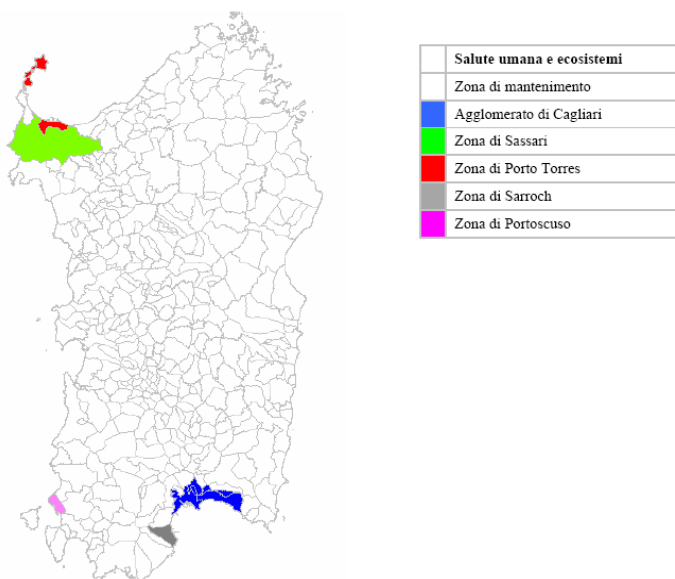 Salute umana e ecosistemi
Zona di mantenimento
Agglomerato di Cagliari
Zona di Sassari
Zona di Porto Torres
Zona di Sarroch
Zona di Portoscuso